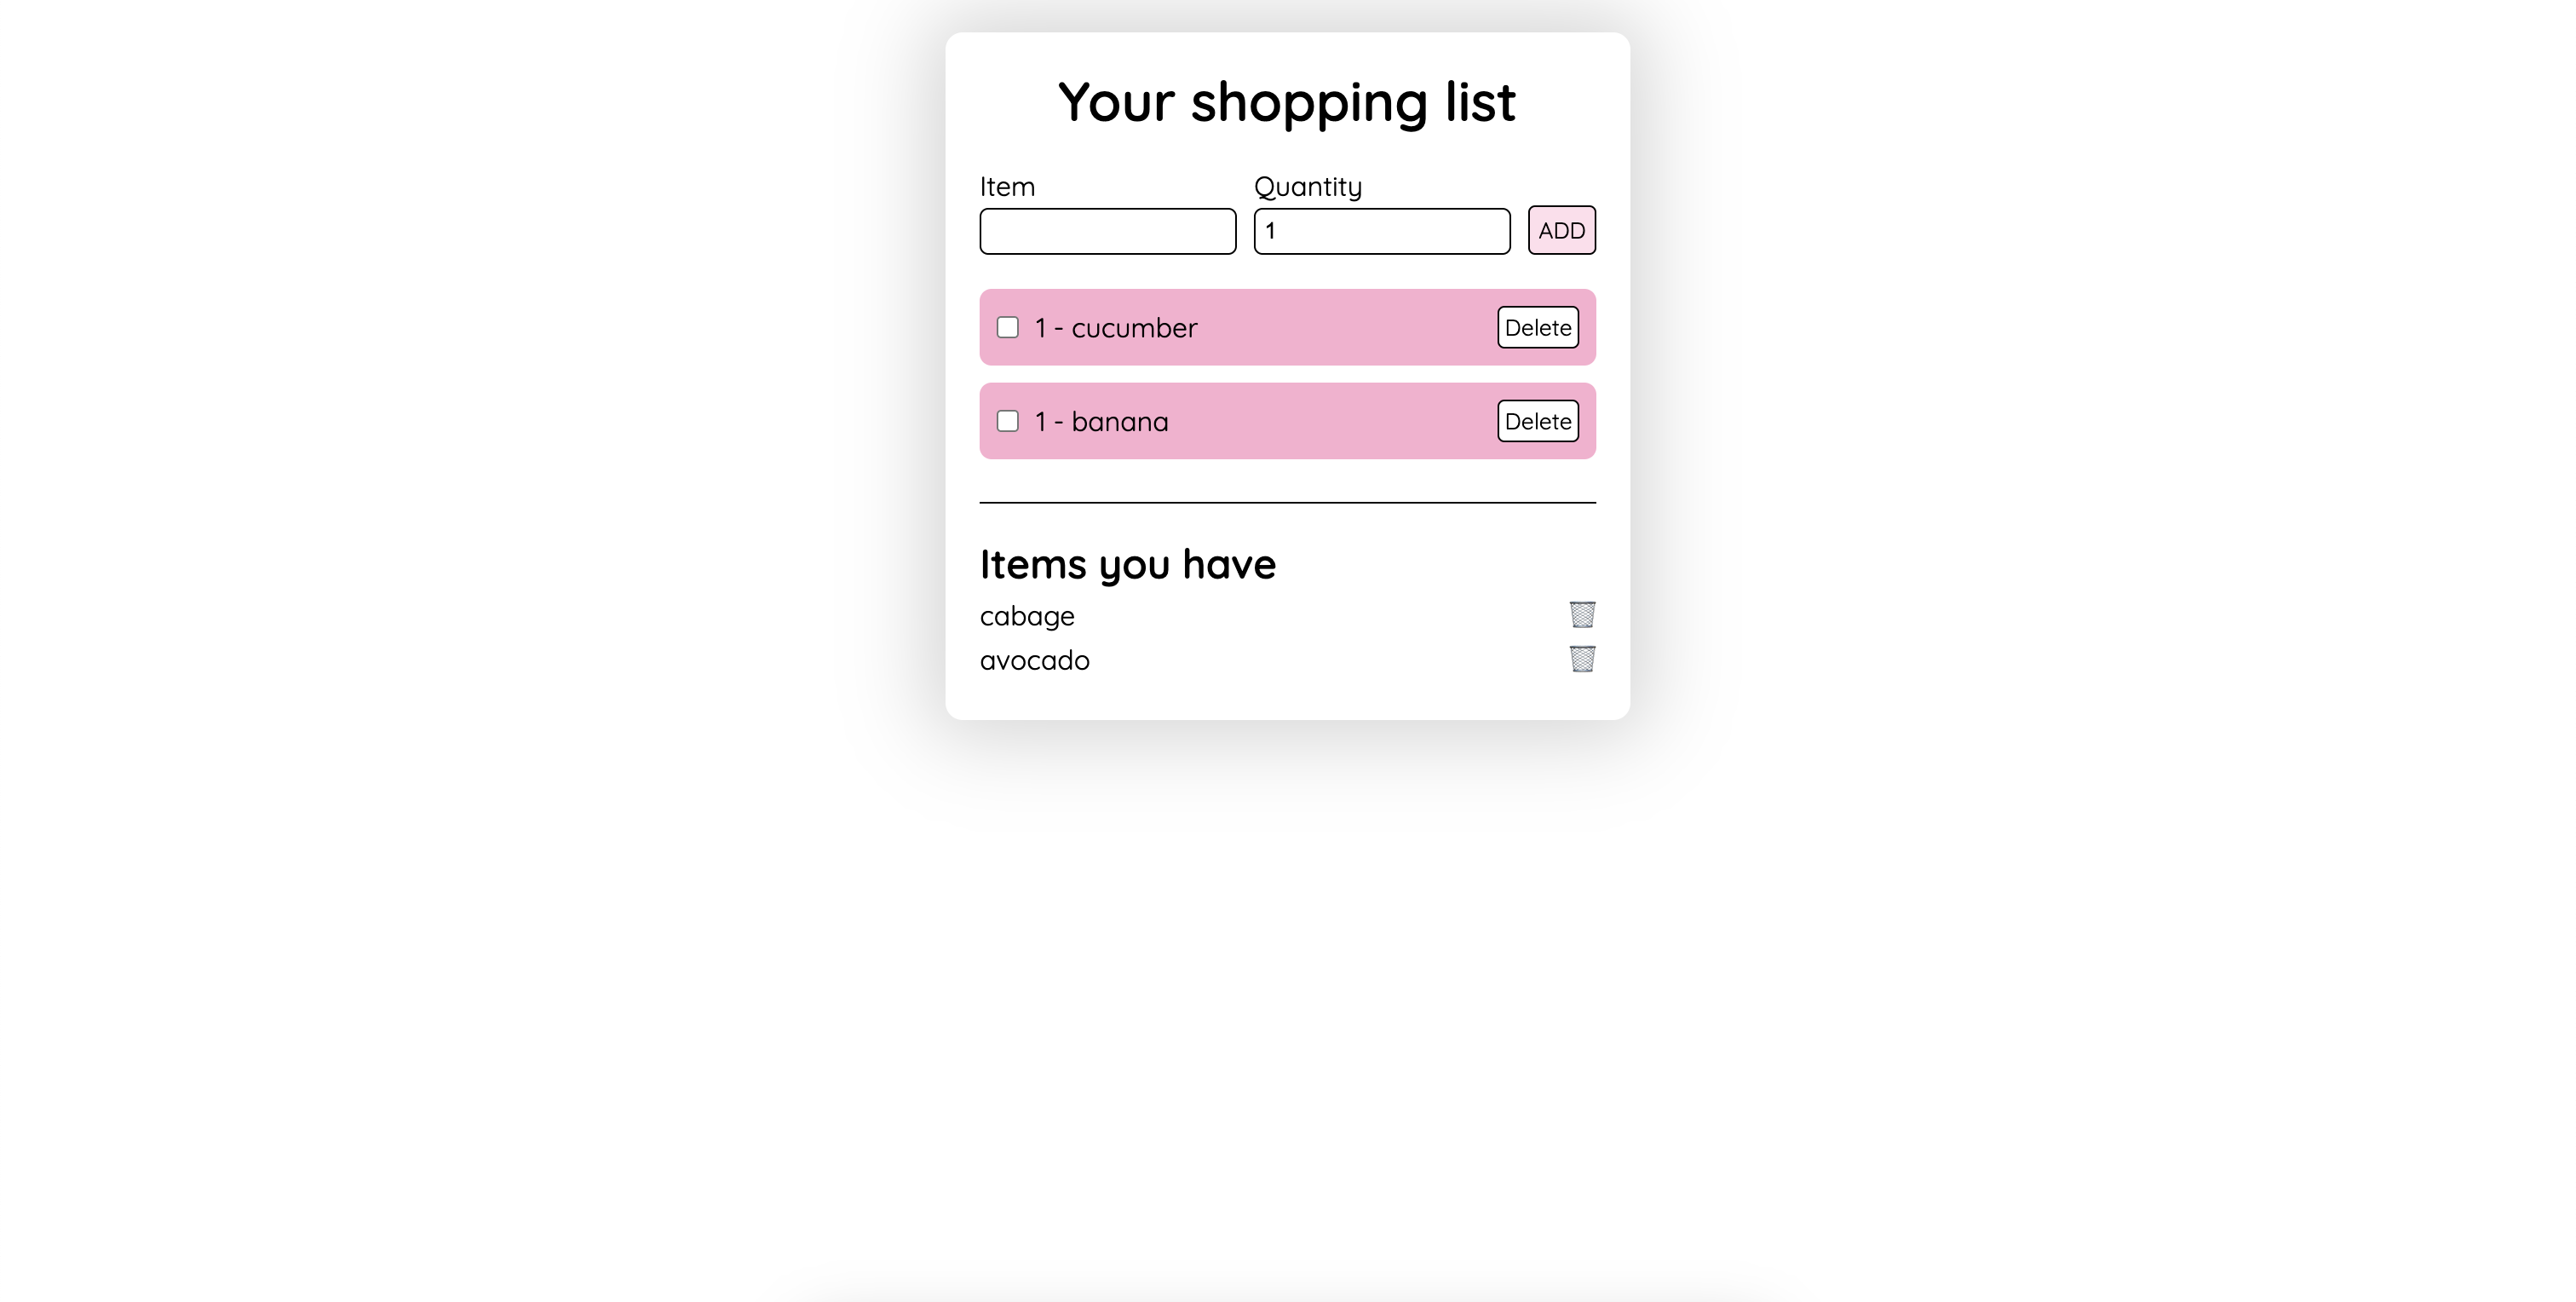 Your shopping list
Item Quantity
1 ADD
1 - cucumber Delete
1 - banana Delete
Items you have
cabage
avocado